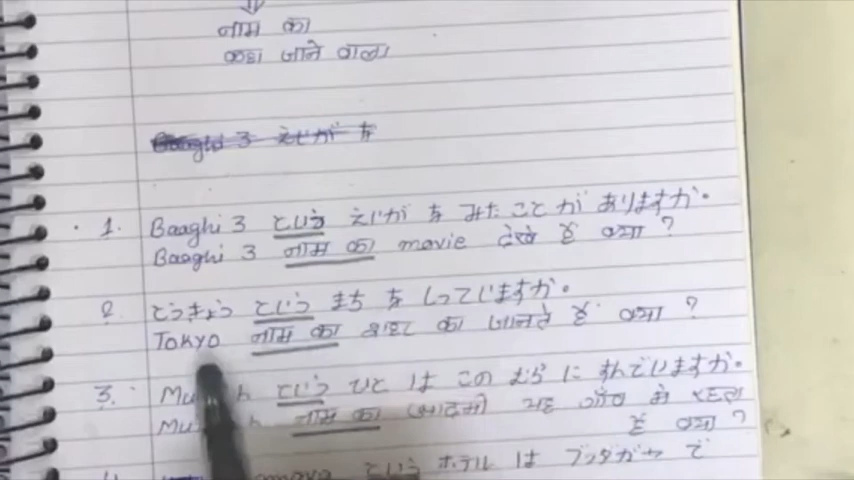 नाम का
कहा जाने वाला
Baaghi 3 えいが を
1. Baaghi 3 という えいが を みた こと が ありますか。
Baaghi 3 नाम का movie देखे हैं क्या ?
2. とうきょう という まち を しっていますか。
Tokyo नाम का शहर को जानते हैं क्या ?
3. という ひと は この むら に すんでいますか。
नाम का आदमी यह गाँव में रहता
है क्या ?
という ホテル は ブッダガヤ で